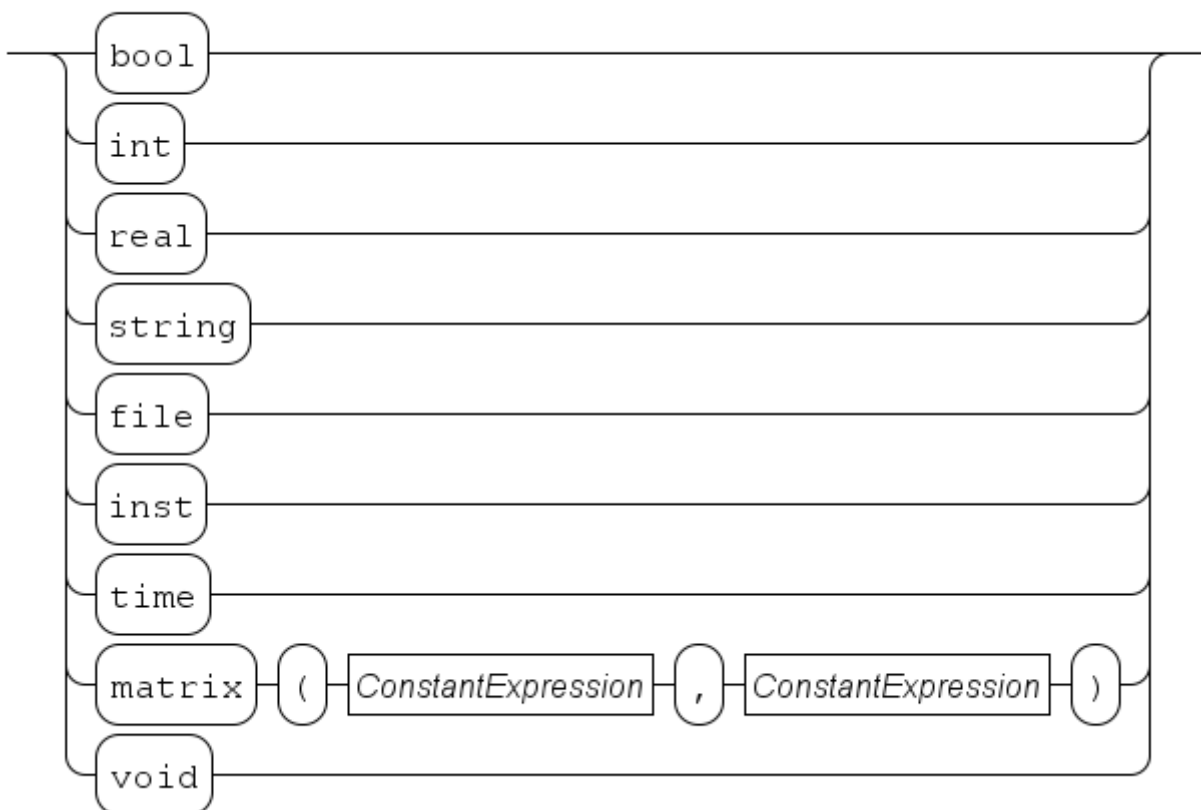 bool
int
real
string
file
inst
time
matrix ( ConstantExpression , ConstantExpression )
void